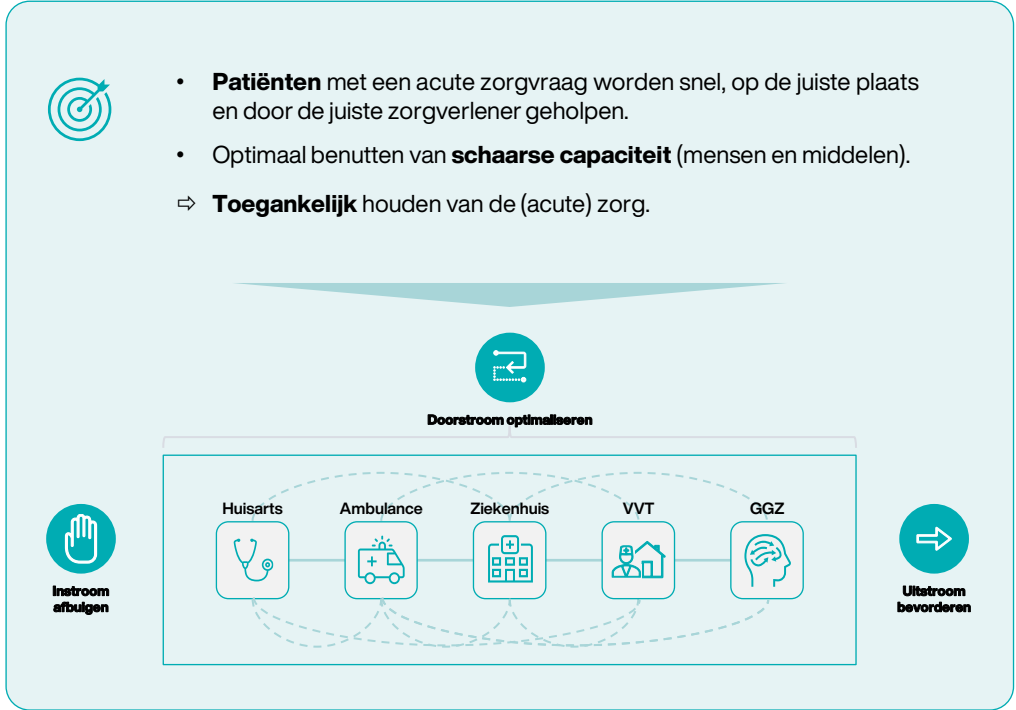 • Patiënten met een acute zorgvraag worden snel, op de juiste plaats
en door de juiste zorgverlener geholpen.
• Optimaal benutten van schaarse capaciteit (mensen en middelen).
⇨ Toegankelijk houden van de (acute) zorg.
Doorstroom optimaliseren
Huisarts Ambulance Ziekenhuis VVT GGZ
Instroom
afbuigen
Uitstroom
bevorderen